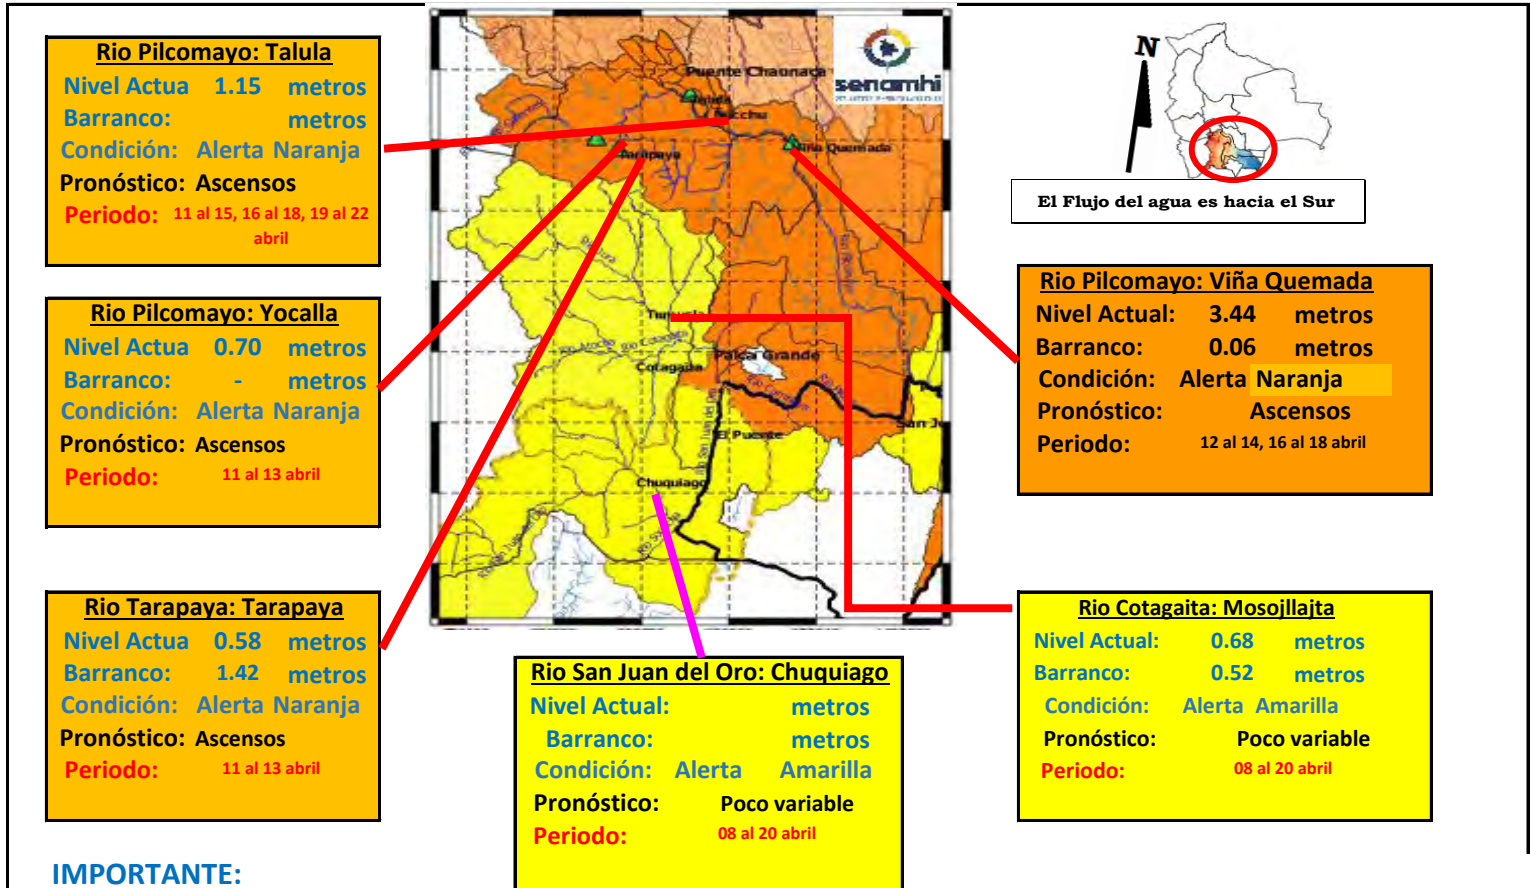 Rio Pilcomayo: Talula
Nivel Actua 1.15 metros
Barranco: metros
Condición: Alerta Naranja
Pronóstico: Ascensos
Periodo: 11 al 15, 16 al 18, 19 al 22
abril
Rio Pilcomayo: Yocalla
Nivel Actua 0.70 metros
Barranco: - metros
Condición: Alerta Naranja
Pronóstico: Ascensos
Periodo: 11 al 13 abril
Rio Tarapaya: Tarapaya
Nivel Actua 0.58 metros
Barranco: 1.42 metros
Condición: Alerta Naranja
Pronóstico: Ascensos
Periodo: 11 al 13 abril
senamhi
Puente Chaunaca
Viña Quemada
Tarapaya
Palca Grande
Cotagaita
El Puente
San Ju
Chuquiago
Rio San Juan del Oro
N
El Flujo del agua es hacia el Sur
Rio Pilcomayo: Viña Quemada
Nivel Actual: 3.44 metros
Barranco: 0.06 metros
Condición: Alerta Naranja
Pronóstico: Ascensos
Periodo: 12 al 14, 16 al 18 abril
Rio Cotagaita: Mosojllajta
Nivel Actual: 0.68 metros
Barranco: 0.52 metros
Condición: Alerta Amarilla
Pronóstico: Poco variable
Periodo: 08 al 20 abril
Rio San Juan del Oro: Chuquiago
Nivel Actual: metros
Barranco: metros
Condición: Alerta Amarilla
Pronóstico: Poco variable
Periodo: 08 al 20 abril
IMPORTANTE: